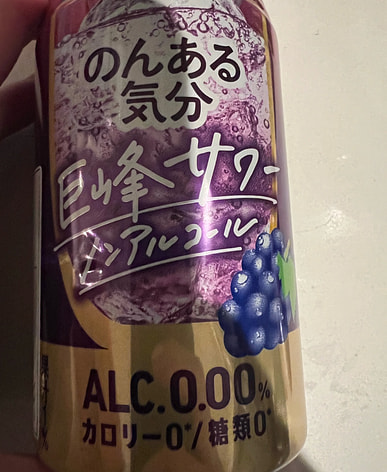 のんある
気分
巨峰サワー
ノンアルコール
ALC.0.00%
カロリー0*/糖類0*